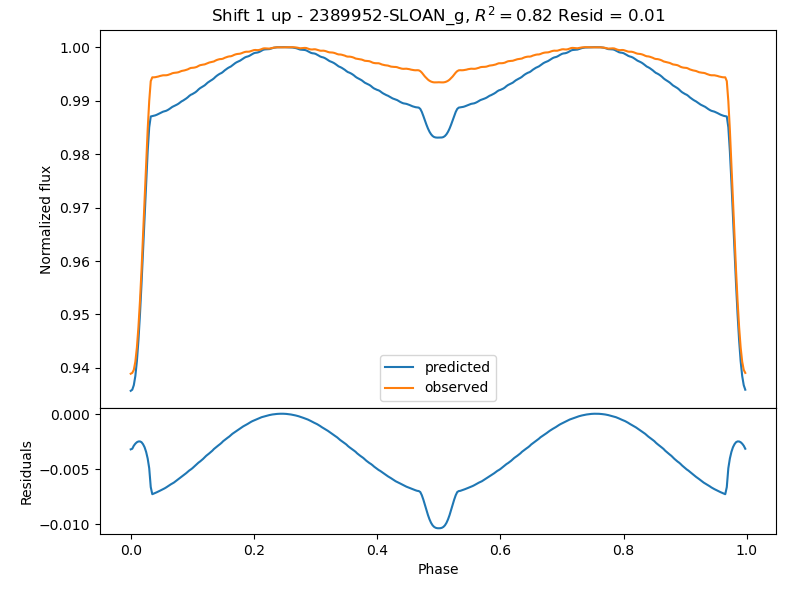 Shift 1 up - 2389952-SLOAN_g, R² = 0.82 Resid = 0.01
1.00
0.99
0.98
0.97
0.96
0.95
0.94
Normalized flux
predicted
observed
0.000
−0.005
−0.010
Residuals
0.0 0.2 0.4 0.6 0.8 1.0
Phase